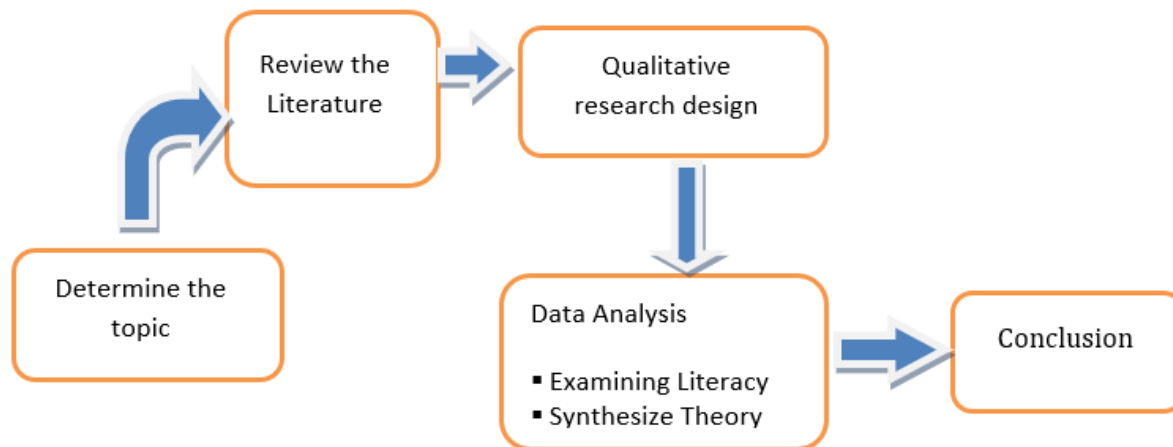 Determine the
topic
Review the
Literature
Qualitative
research design
Data Analysis
▪ Examining Literacy
▪ Synthesize Theory
Conclusion